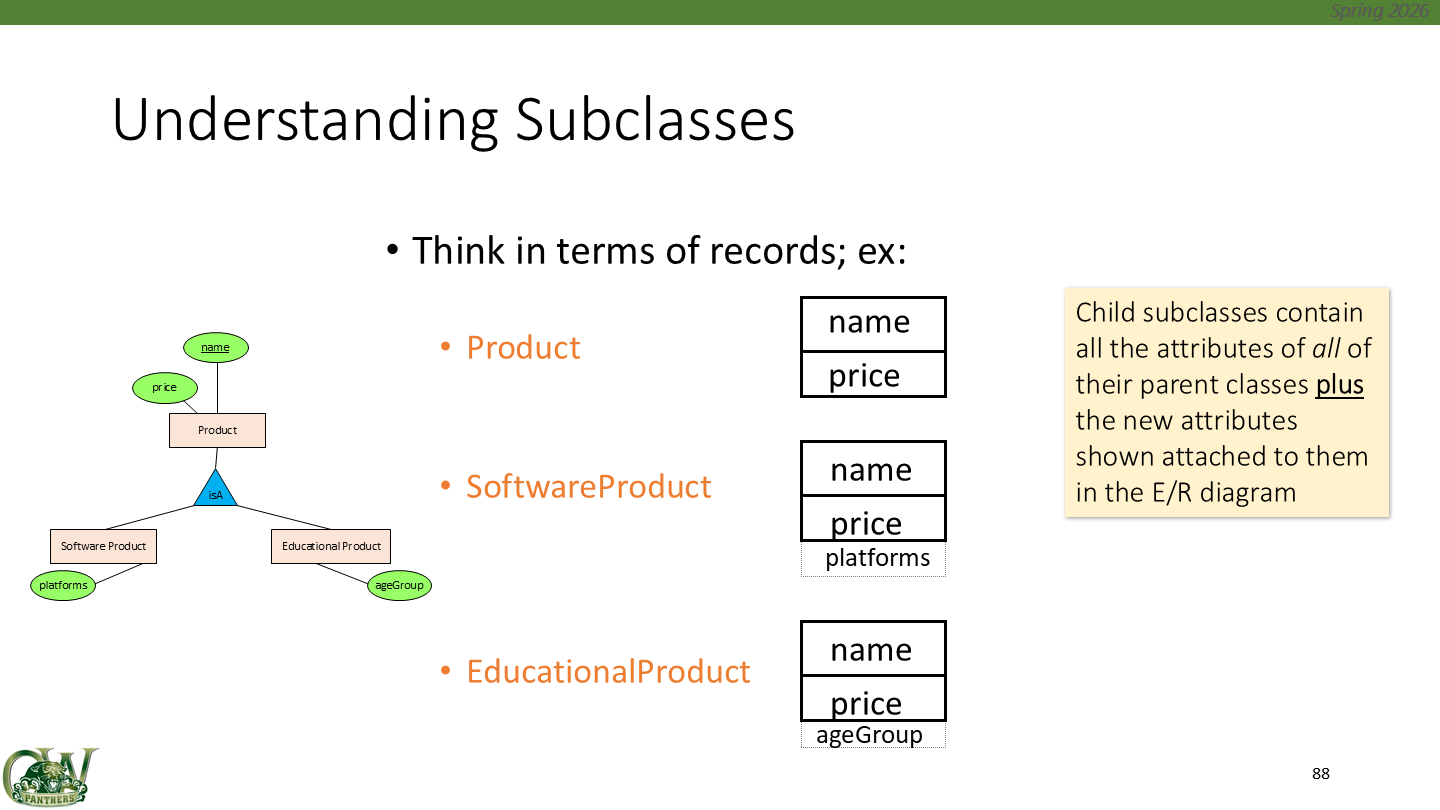 Spring 2026
Understanding Subclasses
• Think in terms of records; ex:
name
price
Product
isA
Software Product
Educational Product
platforms
ageGroup
• Product
name
price
• SoftwareProduct
name
price
platforms
• EducationalProduct
name
price
ageGroup
Child subclasses contain
all the attributes of all of
their parent classes plus
the new attributes
shown attached to them
in the E/R diagram
OW
PANTHERS
88